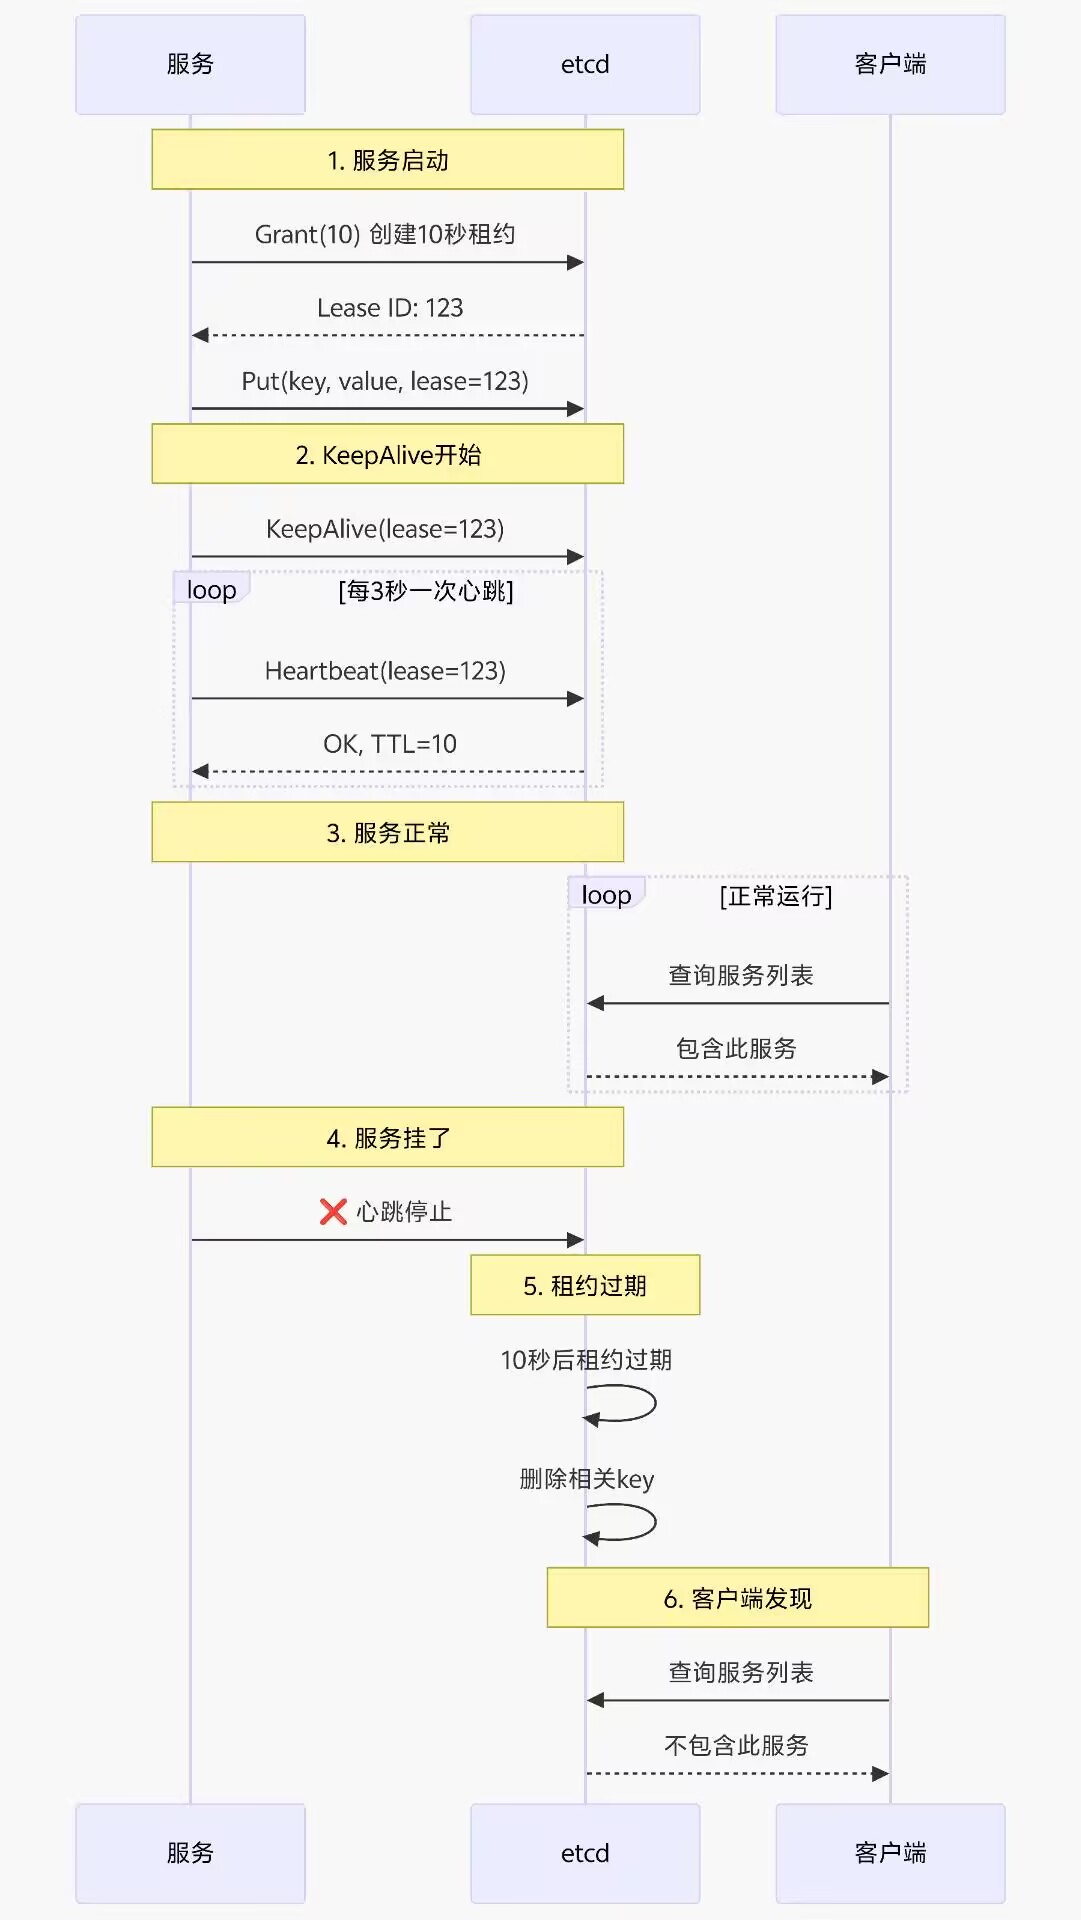 服务
etcd
客户端
1. 服务启动
Grant(10) 创建10秒租约
Lease ID: 123
Put(key, value, lease=123)
2. KeepAlive开始
KeepAlive(lease=123)
loop
[每3秒一次心跳]
Heartbeat(lease=123)
OK, TTL=10
3. 服务正常
loop
[正常运行]
查询服务列表
包含此服务
4. 服务挂了
❌ 心跳停止
5. 租约过期
10秒后租约过期
删除相关key
6. 客户端发现
查询服务列表
不包含此服务
服务
etcd
客户端